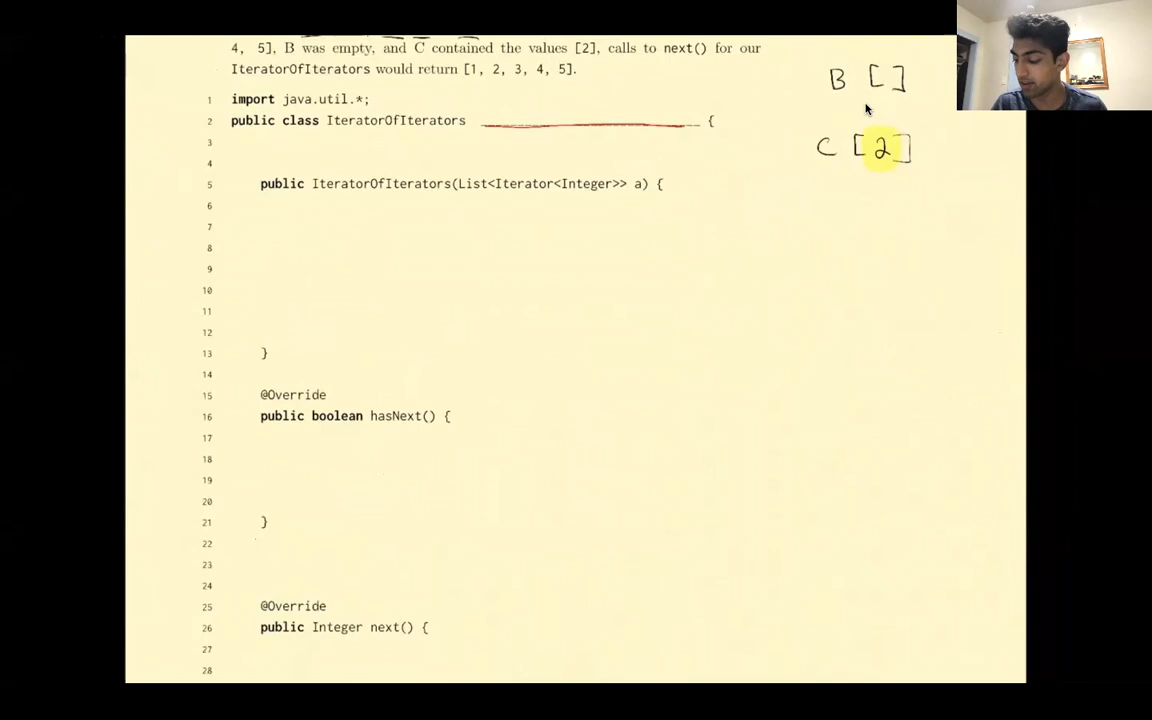 4, 5], B was empty, and C contained the values [2], calls to next() for our
IteratorOfIterators would return [1, 2, 3, 4, 5].
B []
1 import java.util.*;
2 public class IteratorOfIterators ____________________ {
C [2]
3
4
5 public IteratorOfIterators(List<Iterator<Integer>> a) {
6
7
8
9
10
11
12
13 }
14
15 @Override
16 public boolean hasNext() {
17
18
19
20
21 }
22
23
24
25 @Override
26 public Integer next() {
27
28